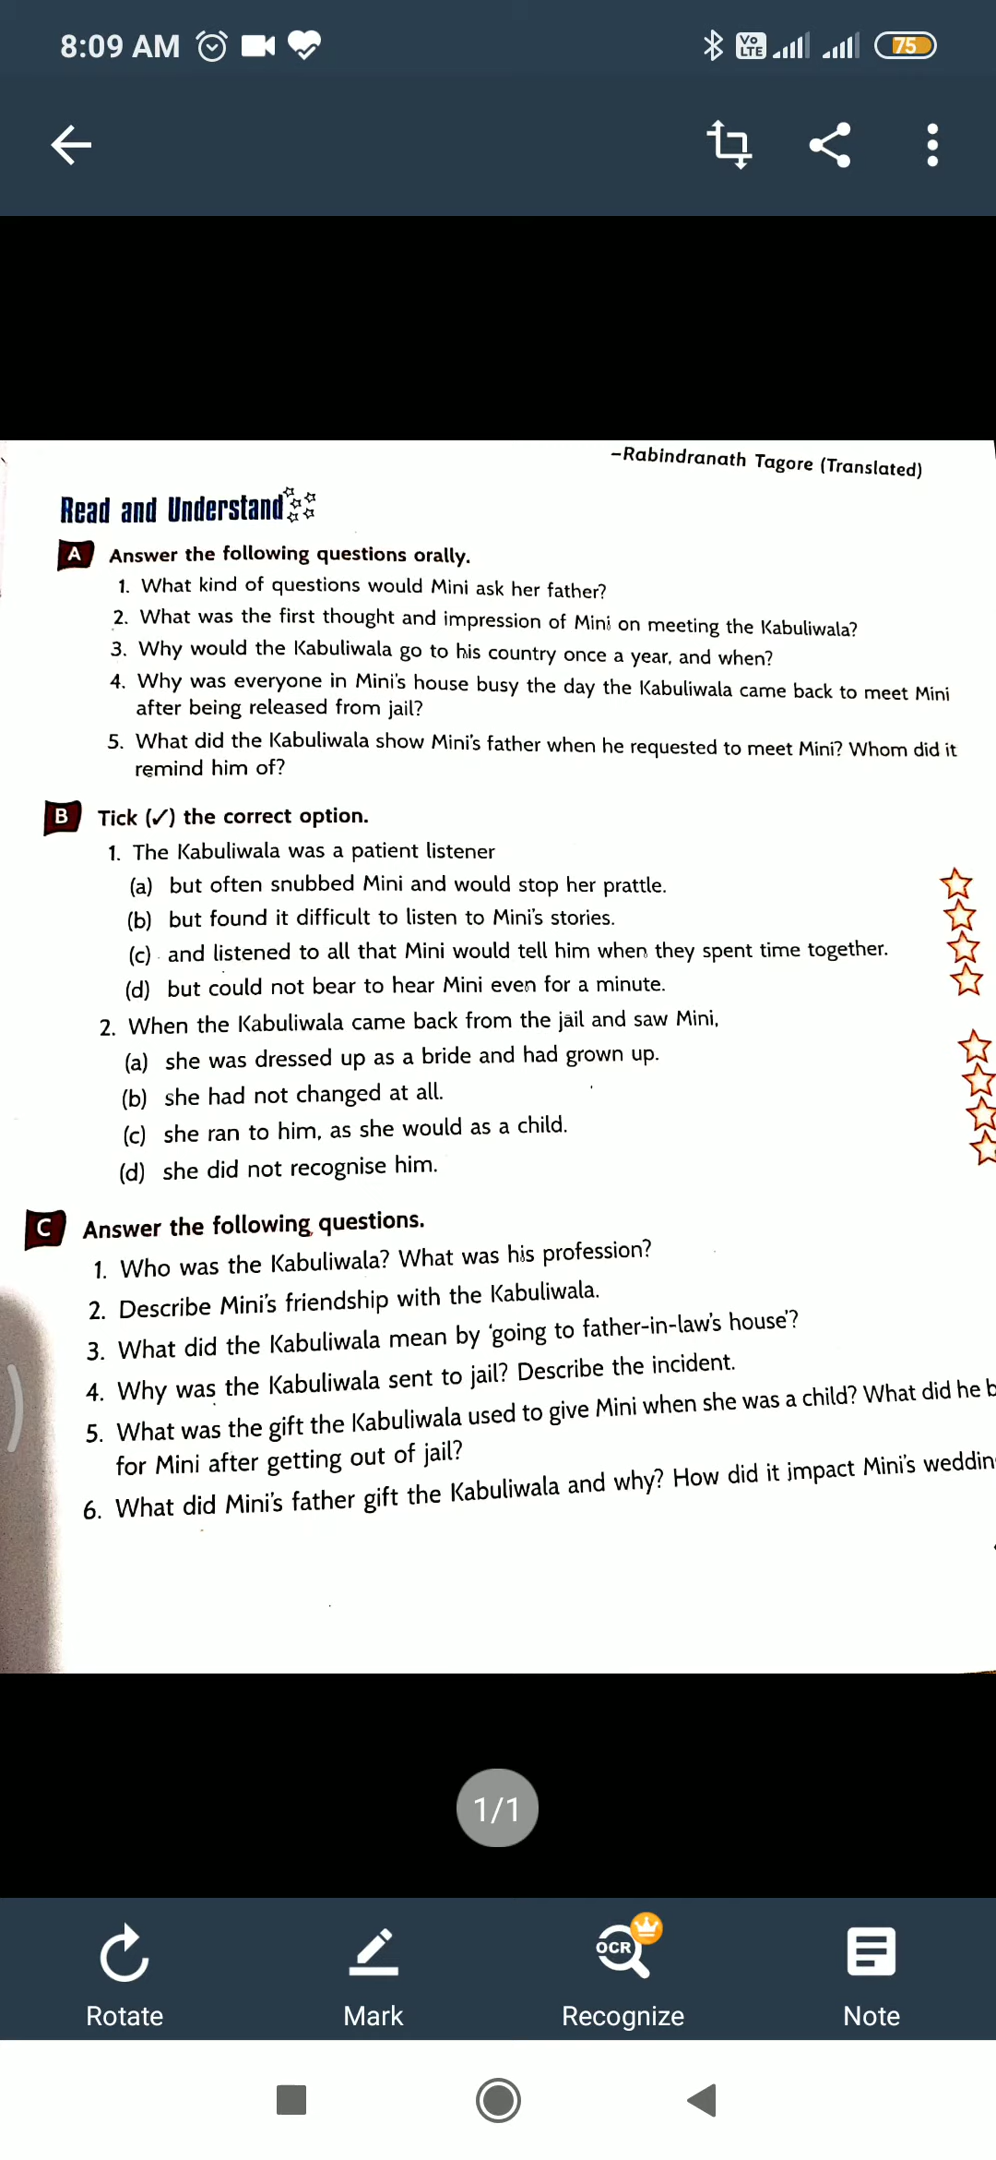 8:09 AM
Vo LTE
75
–Rabindranath Tagore (Translated)
Read and Understand
A Answer the following questions orally.
1. What kind of questions would Mini ask her father?
2. What was the first thought and impression of Mini on meeting the Kabuliwala?
3. Why would the Kabuliwala go to his country once a year, and when?
4. Why was everyone in Mini's house busy the day the Kabuliwala came back to meet Mini
after being released from jail?
5. What did the Kabuliwala show Mini's father when he requested to meet Mini? Whom did it
remind him of?
B Tick (✓) the correct option.
1. The Kabuliwala was a patient listener
(a) but often snubbed Mini and would stop her prattle.
(b) but found it difficult to listen to Mini's stories.
(c) and listened to all that Mini would tell him when they spent time together.
(d) but could not bear to hear Mini even for a minute.
2. When the Kabuliwala came back from the jail and saw Mini,
(a) she was dressed up as a bride and had grown up.
(b) she had not changed at all.
(c) she ran to him, as she would as a child.
(d) she did not recognise him.
C Answer the following questions.
1. Who was the Kabuliwala? What was his profession?
2. Describe Mini's friendship with the Kabuliwala.
3. What did the Kabuliwala mean by 'going to father-in-law's house'?
4. Why was the Kabuliwala sent to jail? Describe the incident.
5. What was the gift the Kabuliwala used to give Mini when she was a child? What did he b
for Mini after getting out of jail?
6. What did Mini's father gift the Kabuliwala and why? How did it impact Mini's weddin
1/1
OCR
Rotate Mark Recognize Note